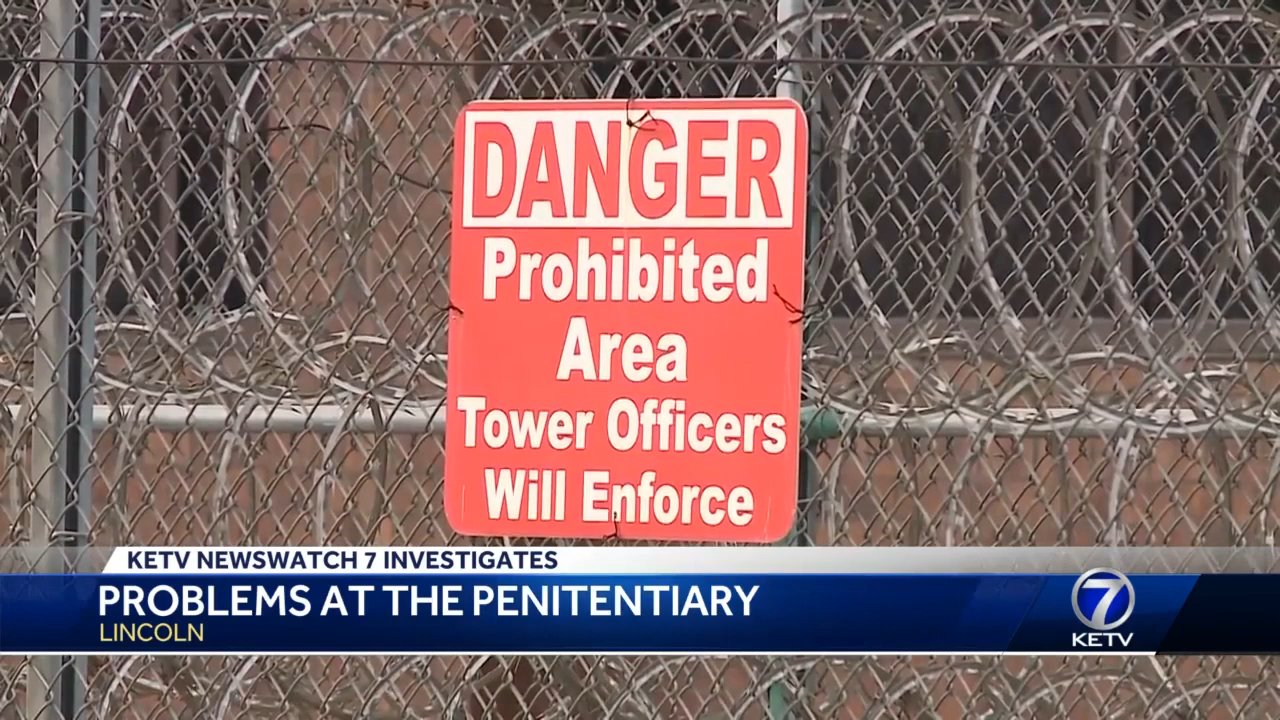 DANGER
Prohibited
Area
Tower Officers
Will Enforce
KETV NEWSWATCH 7 INVESTIGATES
PROBLEMS AT THE PENITENTIARY
LINCOLN
7
KETV